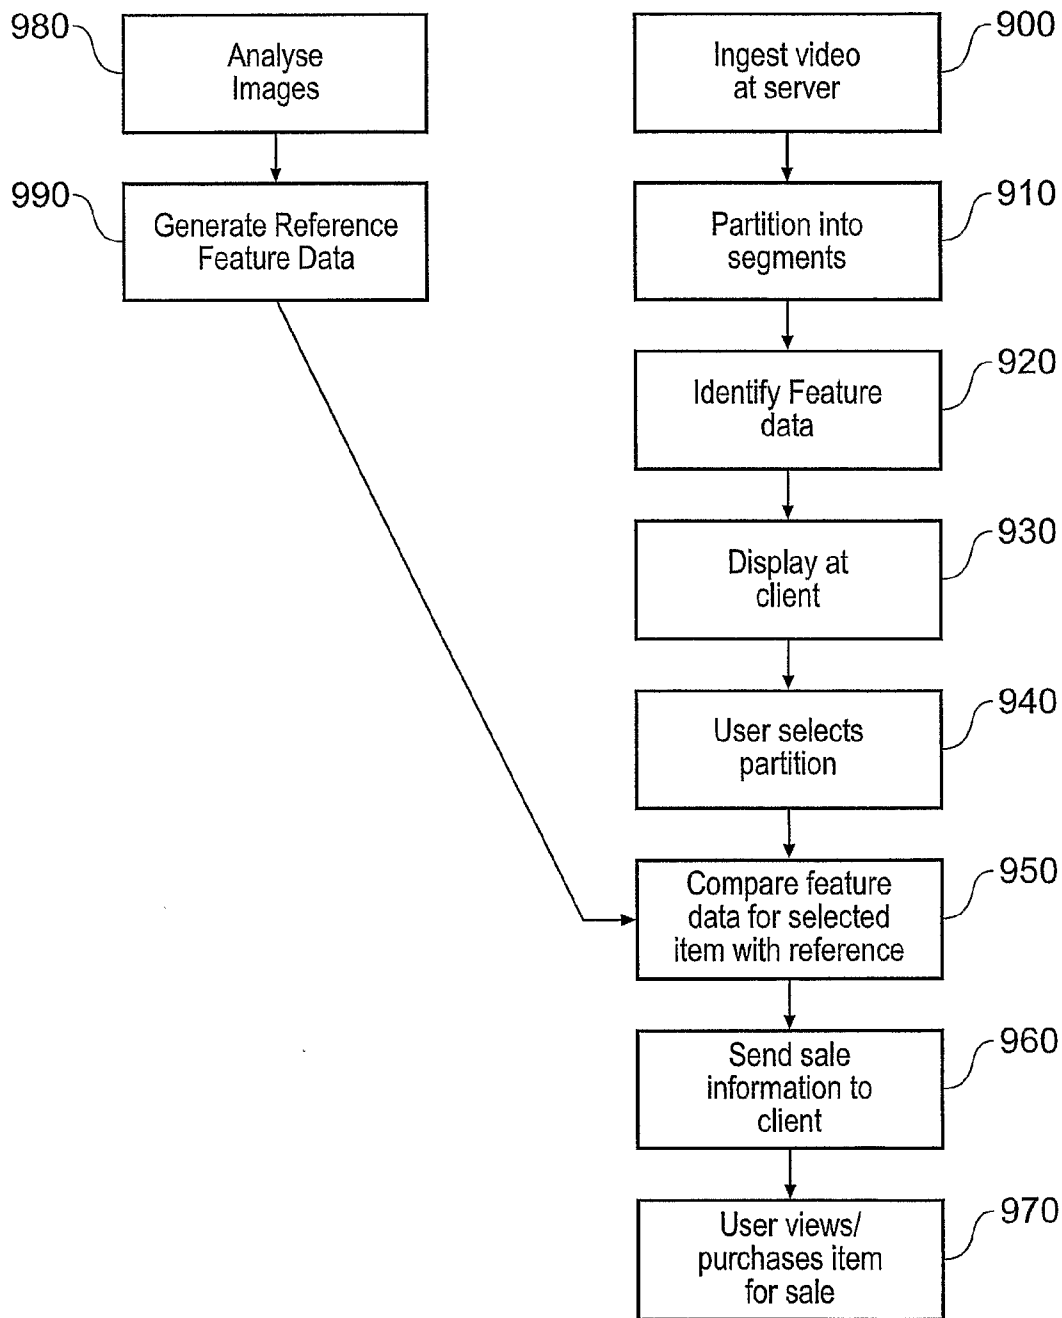 980
Analyse
Images
990
Generate Reference
Feature Data
900
Ingest video
at server
910
Partition into
segments
920
Identify Feature
data
930
Display at
client
940
User selects
partition
950
Compare feature
data for selected
item with reference
960
Send sale
information to
client
970
User views/
purchases item
for sale